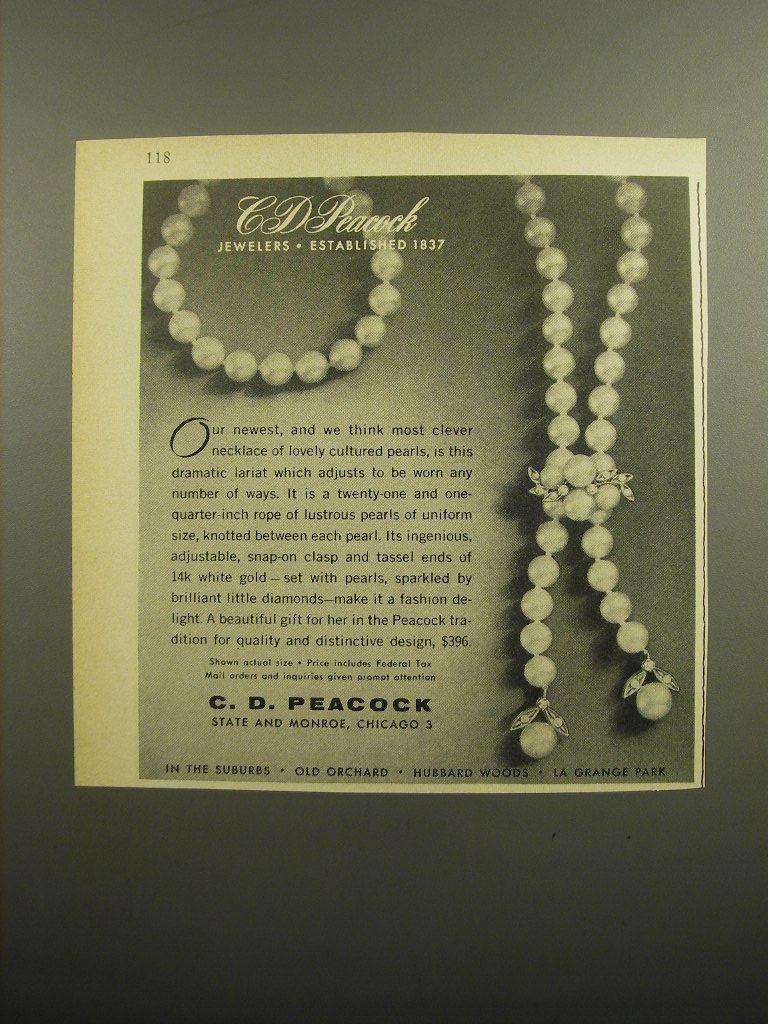 118
CD Peacock
JEWELERS • ESTABLISHED 1837
Our newest, and we think most clever
necklace of lovely cultured pearls, is this
dramatic lariat which adjusts to be worn any
number of ways. It is a twenty-one and one-
quarter-inch rope of lustrous pearls of uniform
size, knotted between each pearl. Its ingenious,
adjustable, snap-on clasp and tassel ends of
14k white gold — set with pearls, sparkled by
brilliant little diamonds—make it a fashion de-
light. A beautiful gift for her in the Peacock tra-
dition for quality and distinctive design, $396.
Shown actual size • Price includes Federal Tax
Mail orders and inquiries given prompt attention
C. D. PEACOCK
STATE AND MONROE, CHICAGO 3
IN THE SUBURBS • OLD ORCHARD • HUBBARD WOODS • LA GRANGE PARK